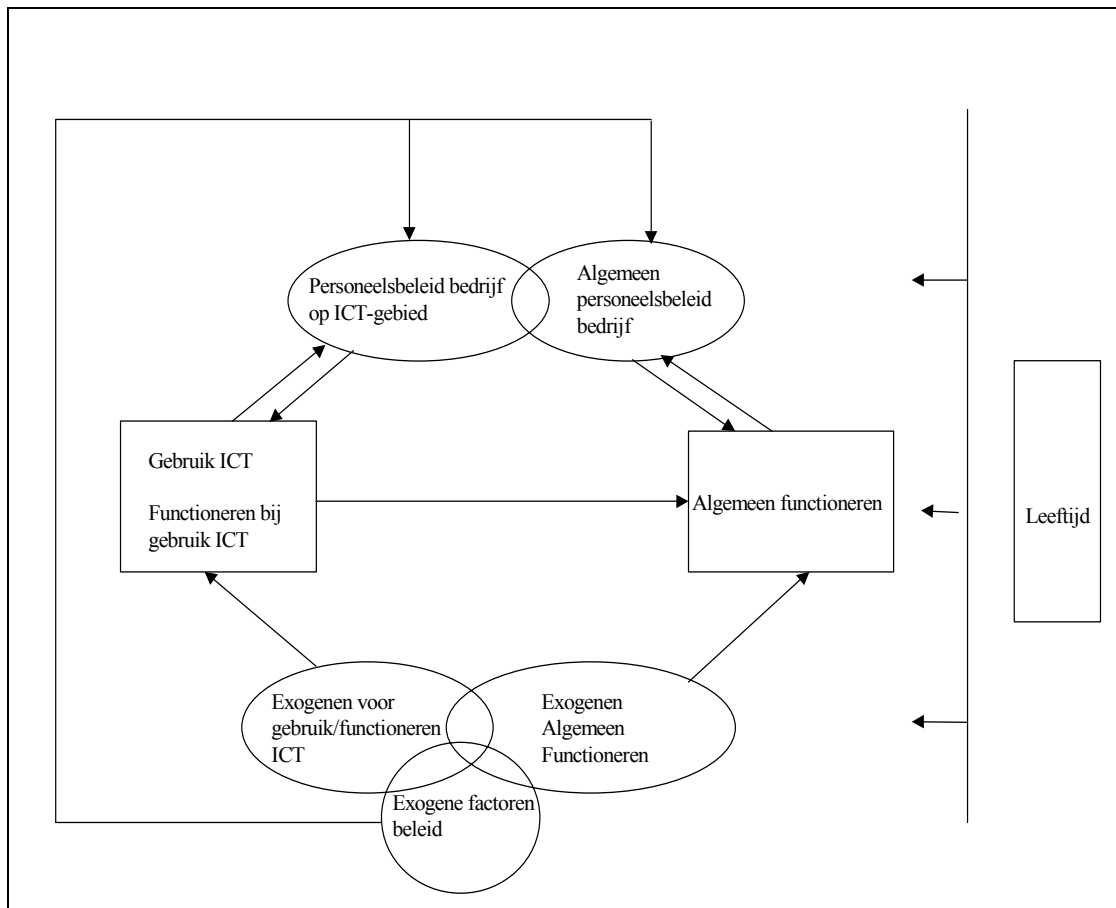 Personeelsbeleid bedrijf
op ICT-gebied
Algemeen
personeelsbeleid
bedrijf
Gebruik ICT
Functioneren bij
gebruik ICT
Algemeen functioneren
Leeftijd
Exogenen voor
gebruik/functioneren
ICT
Exogenen
Algemeen
Functioneren
Exogene factoren
beleid